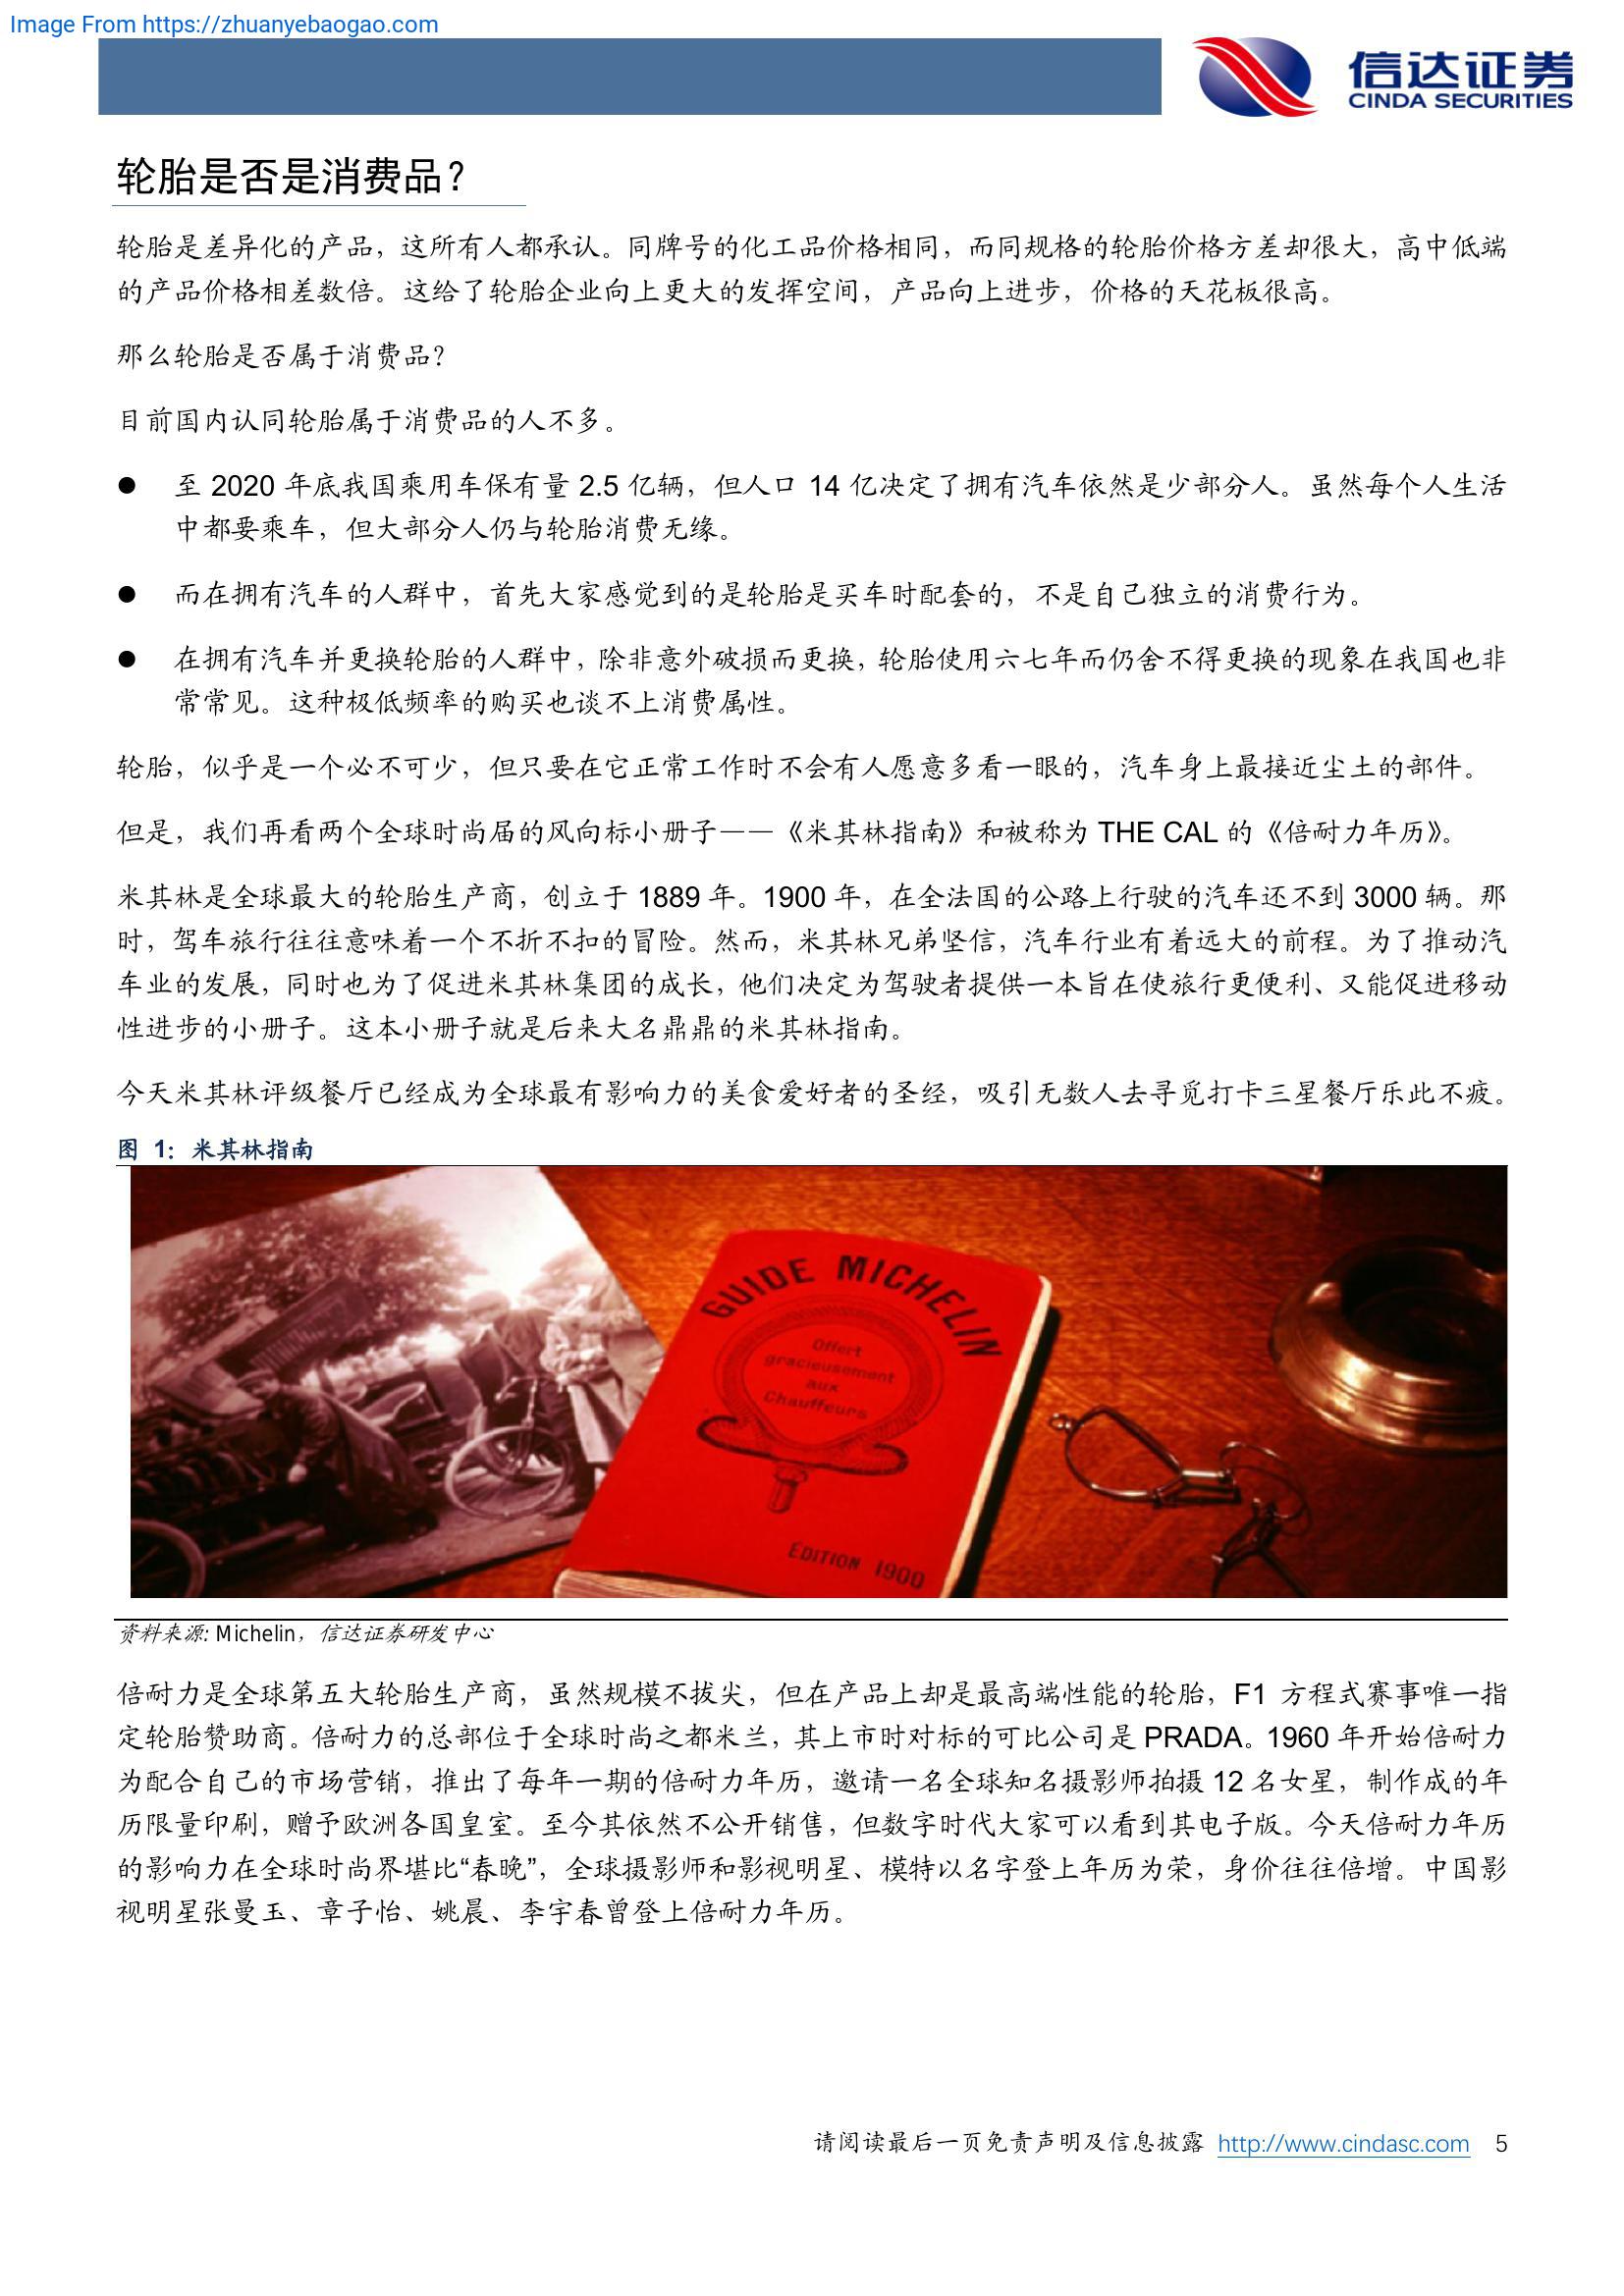 Image From https://zhuanyebaogao.com
信达证券
CINDA SECURITIES
轮胎是否是消费品？
轮胎是差异化的产品，这所有人都承认。同牌号的化工品价格相同，而同规格的轮胎价格方差却很大，高中低端
的产品价格相差数倍。这给了轮胎企业向上更大的发挥空间，产品向上进步，价格的天花板很高。
那么轮胎是否属于消费品？
目前国内认同轮胎属于消费品的人不多。
● 至 2020 年底我国乘用车保有量 2.5 亿辆，但人口 14 亿决定了拥有汽车依然是少部分人。虽然每个人生活
中都要乘车，但大部分人仍与轮胎消费无缘。
● 而在拥有汽车的人群中，首先大家感觉到的是轮胎是买车时配套的，不是自己独立的消费行为。
● 在拥有汽车并更换轮胎的人群中，除非意外破损而更换，轮胎使用六七年而仍舍不得更换的现象在我国也非
常常见。这种极低频率的购买也谈不上消费属性。
轮胎，似乎是一个必不可少，但只要在它正常工作时不会有人愿意多看一眼的，汽车身上最接近尘土的部件。
但是，我们再看两个全球时尚届的风向标小册子——《米其林指南》和被称为 THE CAL 的《倍耐力年历》。
米其林是全球最大的轮胎生产商，创立于 1889 年。1900 年，在全法国的公路上行驶的汽车还不到 3000 辆。那
时，驾车旅行往往意味着一个不折不扣的冒险。然而，米其林兄弟坚信，汽车行业有着远大的前程。为了推动汽
车业的发展，同时也为了促进米其林集团的成长，他们决定为驾驶者提供一本旨在使旅行更便利、又能促进移动
性进步的小册子。这本小册子就是后来大名鼎鼎的米其林指南。
今天米其林评级餐厅已经成为全球最有影响力的美食爱好者的圣经，吸引无数人去寻觅打卡三星餐厅乐此不疲。
图 1：米其林指南
GUIDE MICHELIN
Offert
gracieusement
aux
Chauffeurs
EDITION 1900
资料来源: Michelin，信达证券研发中心
倍耐力是全球第五大轮胎生产商，虽然规模不拔尖，但在产品上却是最高端性能的轮胎，F1 方程式赛事唯一指
定轮胎赞助商。倍耐力的总部位于全球时尚之都米兰，其上市时对标的可比公司是 PRADA。1960 年开始倍耐力
为配合自己的市场营销，推出了每年一期的倍耐力年历，邀请一名全球知名摄影师拍摄 12 名女星，制作成的年
历限量印刷，赠予欧洲各国皇室。至今其依然不公开销售，但数字时代大家可以看到其电子版。今天倍耐力年历
的影响力在全球时尚界堪比“春晚”，全球摄影师和影视明星、模特以名字登上年历为荣，身价往往倍增。中国影
视明星张曼玉、章子怡、姚晨、李宇春曾登上倍耐力年历。
请阅读最后一页免责声明及信息披露 http://www.cindasc.com 5